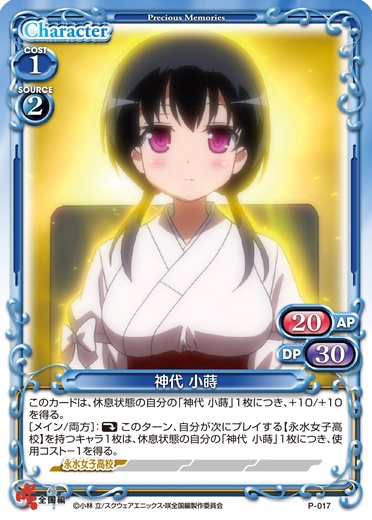 Precious Memories
Character
COST
1
SOURCE
2
20 AP
DP 30
神代 小蒔
このカードは、休息状態の自分の「神代 小蒔」1枚につき、+10/+10
を得る。
[メイン/両方]: このターン、自分が次にプレイする【永水女子高
校】を持つキャラ1枚は、休息状態の自分の「神代 小蒔」1枚につき、使
用コスト-1を得る。
永水女子高校
咲 全国編
©小林 立/スクウェアエニックス・咲全国編製作委員会
P-017